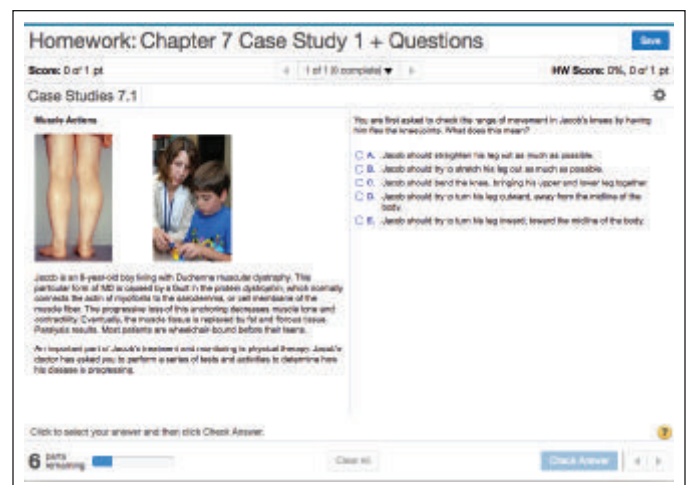 Homework: Chapter 7 Case Study 1 + Questions
Save
Score: 0 of 1 pt
1 of 1 (0 complete)
HW Score: 0%, 0 of 1 pt
Case Studies 7.1
Muscle Actions
Jacob is an 8-year-old boy living with Duchenne muscular dystrophy. This
particular form of MD is caused by a fault in the protein dystrophin, which normally
connects the actin of myofibrils to the sarcolemma, or cell membrane of the
muscle fiber. The progressive loss of this anchoring decreases muscle tone and
contractility. Eventually, the muscle tissue is replaced by fat and fibrous tissue.
Paralysis results. Most patients are wheelchair-bound before their teens.
An important part of Jacob's treatment and monitoring is physical therapy. Jacob's
doctor has asked you to perform a series of tests and activities to determine how
his disease is progressing.
You are first asked to check the range of movement in Jacob's knees by having
him flex the knee joints. What does this mean?
A. Jacob should straighten his leg out as much as possible.
B. Jacob should try to stretch his leg out as much as possible.
C. Jacob should bend the knee, bringing his upper and lower leg together.
D. Jacob should try to turn his leg outward, away from the midline of the
body.
E. Jacob should try to turn his leg inward, toward the midline of the body.
Click to select your answer and then click Check Answer.
?
6 parts
remaining
Clear All
Check Answer